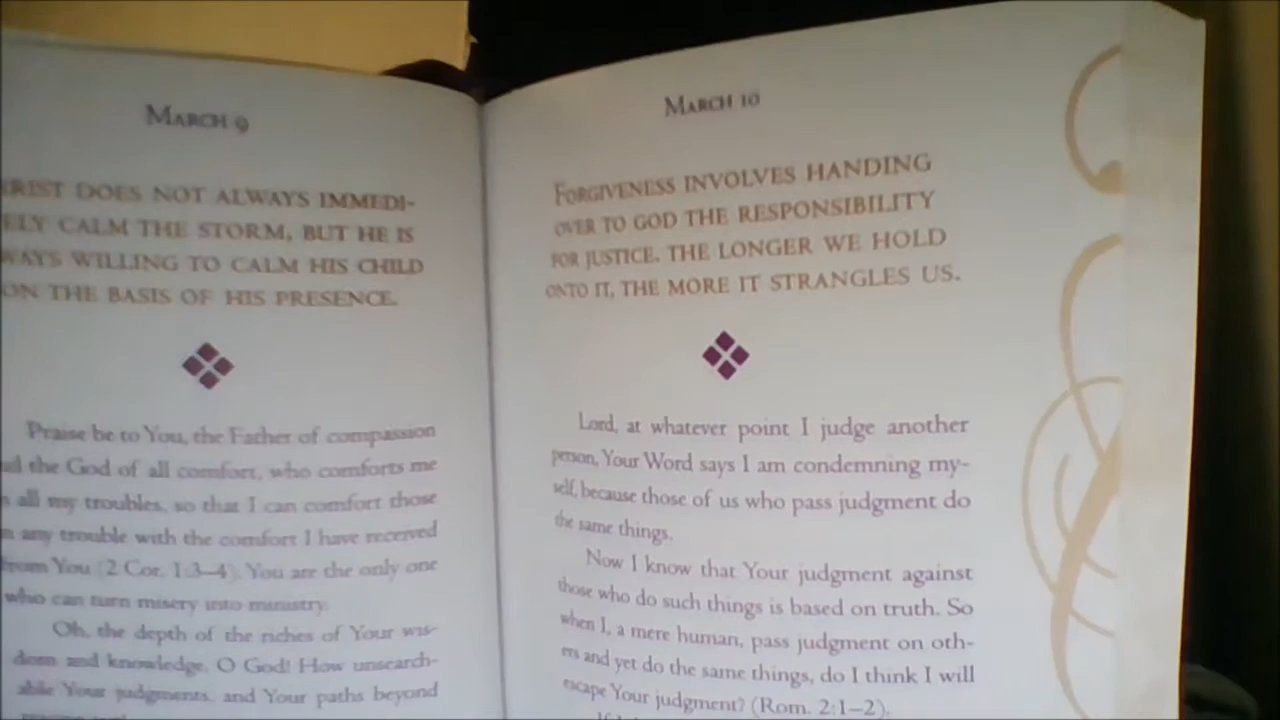 March 9
RIST DOES NOT ALWAYS IMMEDI-
ELY CALM THE STORM, BUT HE IS
WAYS WILLING TO CALM HIS CHILD
ON THE BASIS OF HIS PRESENCE.
Praise be to You, the Father of compassion
the God of all comfort, who comforts me
all my troubles, so that I can comfort those
any trouble with the comfort I have received
from You (2 Cor. 1:3–4). You are the only one
who can turn misery into ministry.
Oh, the depth of the riches of Your wis-
dom and knowledge, O God! How unsearch-
able Your judgments, and Your paths beyond
March 10
Forgiveness involves handing
over to God the responsibility
for justice. The longer we hold
onto it, the more it strangles us.
Lord, at whatever point I judge another
person, Your Word says I am condemning my-
self, because those of us who pass judgment do
the same things.
Now I know that Your judgment against
those who do such things is based on truth. So
when I, a mere human, pass judgment on oth-
ers and yet do the same things, do I think I will
escape Your judgment? (Rom. 2:1–2).